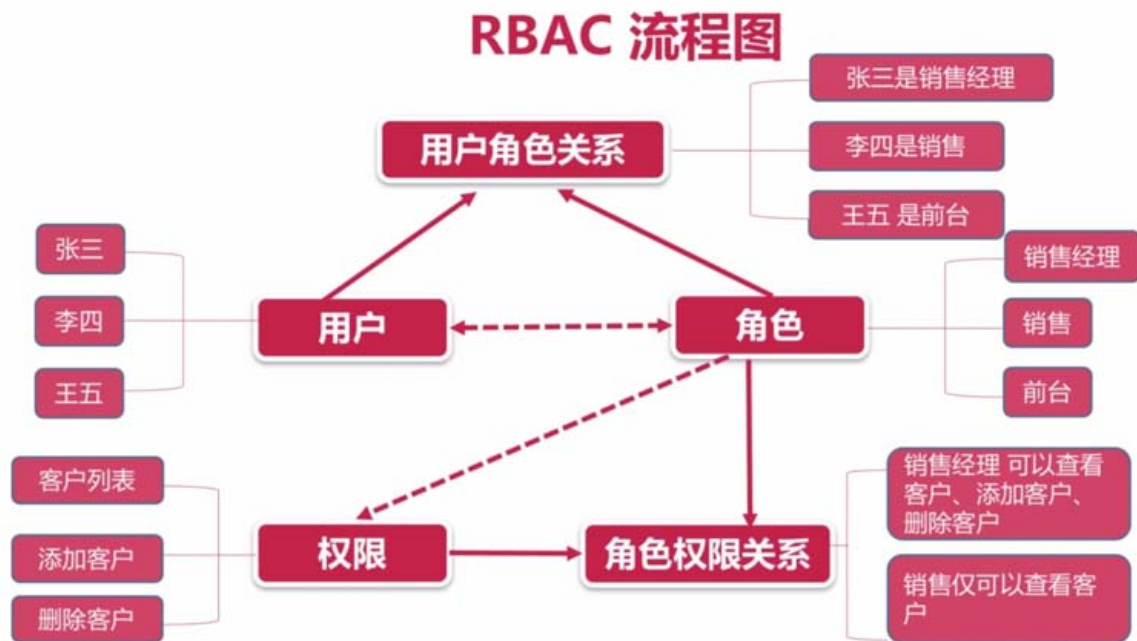 RBAC 流程图
张三是销售经理
用户角色关系
李四是销售
王五 是前台
张三
李四
王五
用户
角色
销售经理
销售
前台
客户列表
添加客户
删除客户
权限
角色权限关系
销售经理 可以查看
客户、添加客户、
删除客户
销售仅可以查看客
户